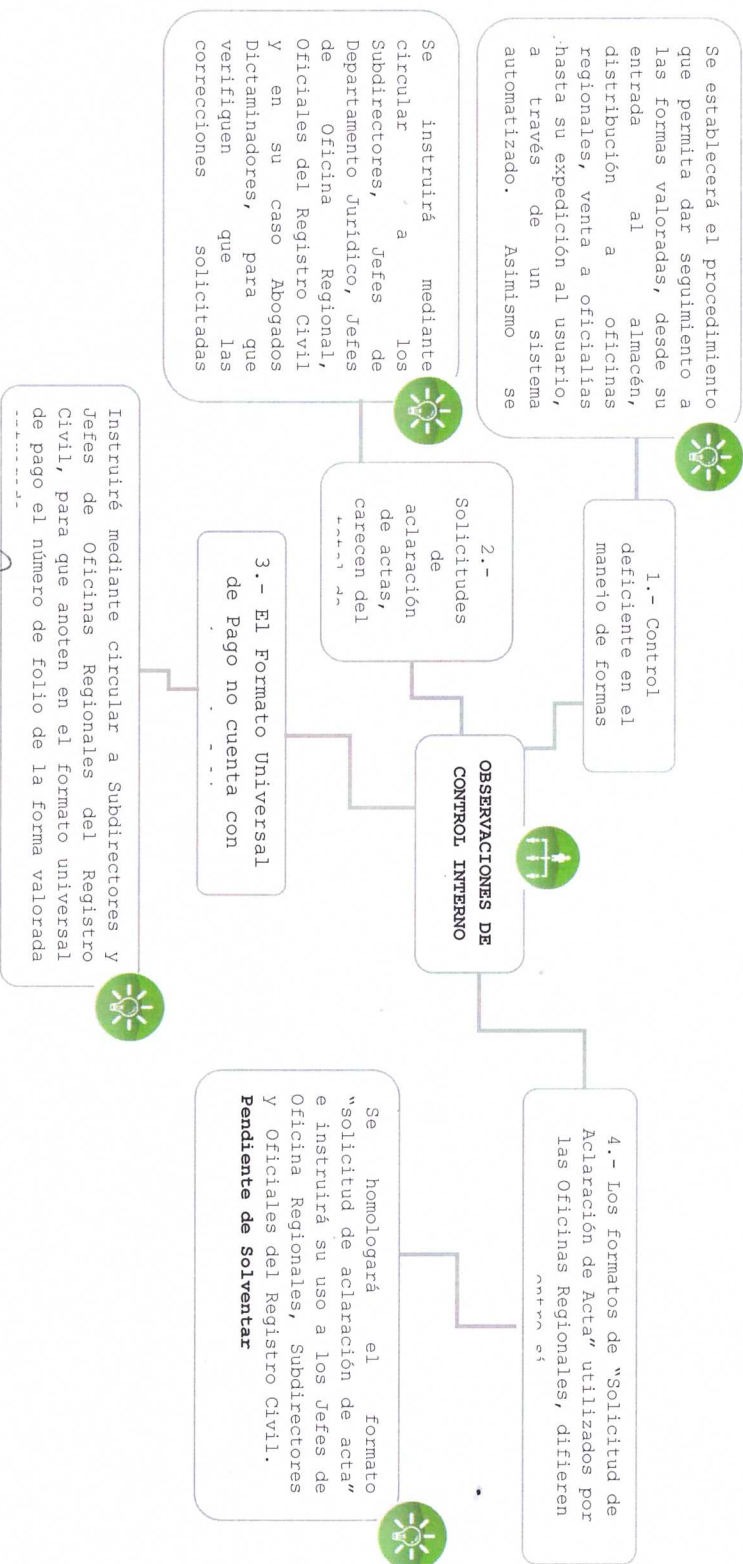 OBSERVACIONES DE
CONTROL INTERNO
1.- Control
deficiente en el
manejo de formas
Se establecerá el procedimiento
que permita dar seguimiento a
las formas valoradas, desde su
entrada al almacén,
distribución a oficinas
regionales, venta a oficialías
hasta su expedición al usuario,
a través de un sistema
automatizado. Asimismo se
2.-
Solicitudes
de
aclaración
de actas,
carecen del
Se instruirá mediante
circular a los
Subdirectores, Jefes de
Departamento Jurídico, Jefes
de Oficina Regional,
Oficiales del Registro Civil
y en su caso Abogados
Dictaminadores, para que
verifiquen que las
correcciones solicitadas
3.- El Formato Universal
de Pago no cuenta con
Instruiré mediante circular a Subdirectores y
Jefes de Oficinas Regionales del Registro
Civil, para que anoten en el formato universal
de pago el número de folio de la forma valorada
4.- Los formatos de "Solicitud de
Aclaración de Acta" utilizados por
las Oficinas Regionales, difieren
Se homologará el formato
"solicitud de aclaración de acta"
e instruirá su uso a los Jefes de
Oficina Regionales, Subdirectores
y Oficiales del Registro Civil.
Pendiente de Solventar